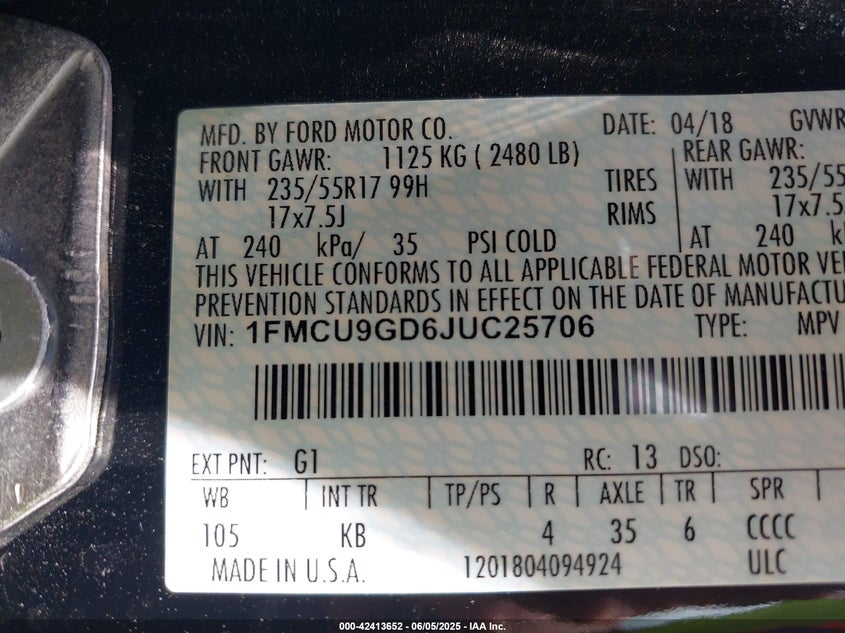 MFD. BY FORD MOTOR CO. DATE: 04/18 GVWR
FRONT GAWR: 1125 KG ( 2480 LB) REAR GAWR:
WITH 235/55R17 99H TIRES WITH 235/55
17x7.5J RIMS 17x7.5
AT 240 kPa/ 35 PSI COLD AT 240
THIS VEHICLE CONFORMS TO ALL APPLICABLE FEDERAL MOTOR
PREVENTION STANDARDS IN EFFECT ON THE DATE OF
VIN: 1FMCU9GD6JUC25706 TYPE: MPV
EXT PNT: G1 RC: 13 DSO:
WB INT TR TP/PS R AXLE TR SPR
105 KB 4 35 6 CCCC
MADE IN U.S.A. 1201804094924 ULC
000-42413652 - 06/05/2025 - IAA Inc.